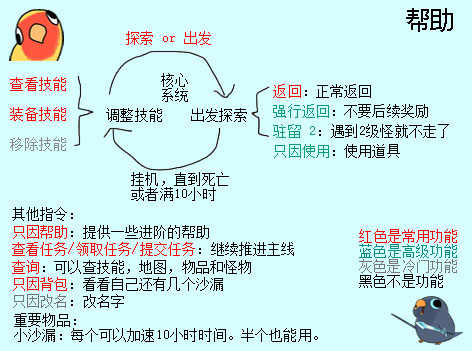 帮助
探索 or 出发
查看技能
装备技能
移除技能
调整技能
核心
系统
出发探索
返回：正常返回
强行返回：不要后续奖励
驻留 2：遇到2级怪就不走了
只因使用：使用道具
挂机，直到死亡
或者满10小时
其他指令：
只因帮助：提供一些进阶的帮助
查看任务/领取任务/提交任务：继续推进主线
查询：可以查技能，地图，物品和怪物
只因背包：看看自己还有几个沙漏
只因改名：改名字
重要物品：
小沙漏：每个可以加速10小时时间。半个也能用。
红色是常用功能
蓝色是高级功能
灰色是冷门功能
黑色不是功能